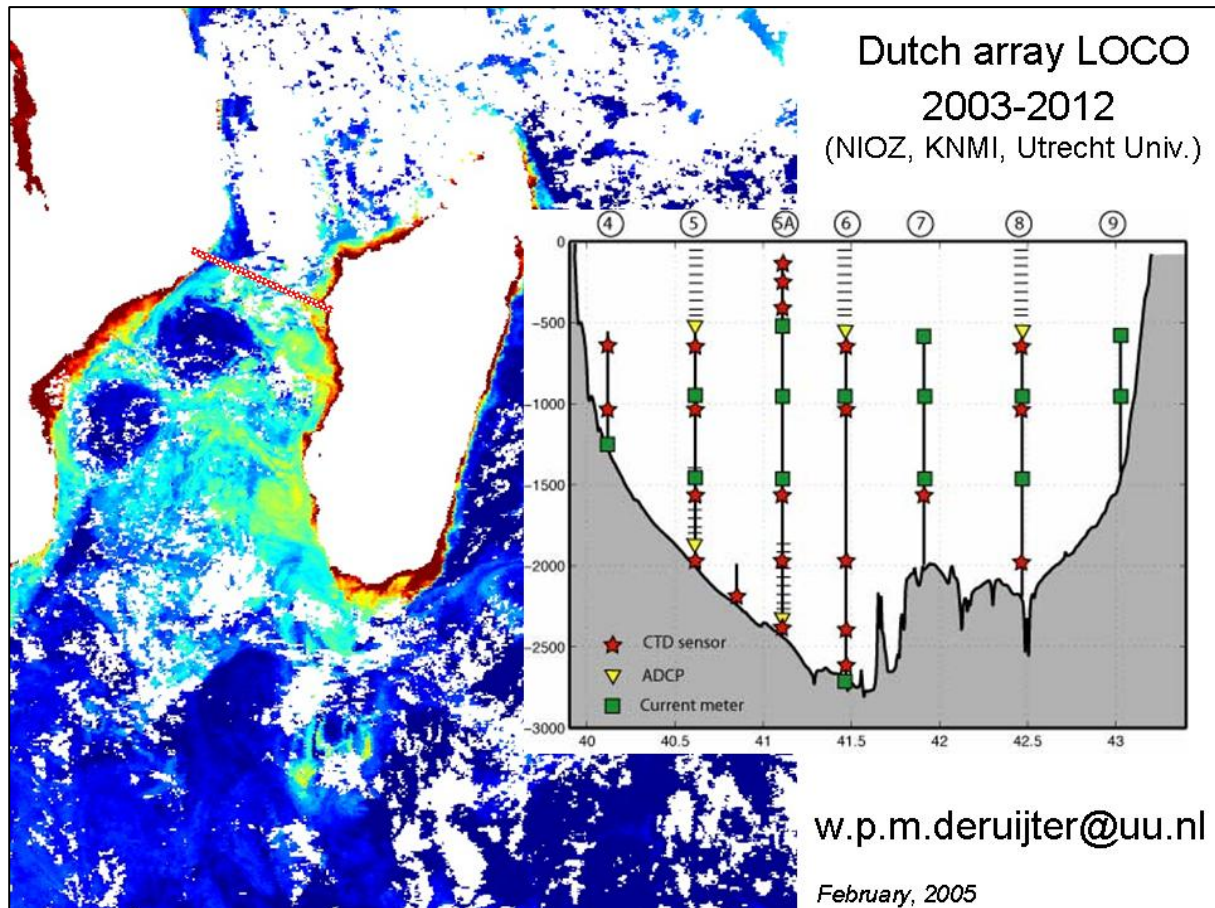 Dutch array LOCO
2003-2012
(NIOZ, KNMI, Utrecht Univ.)
4 5 5A 6 7 8 9
0
-500
-1000
-1500
-2000
-2500
-3000
CTD sensor
ADCP
Current meter
40 40.5 41 41.5 42 42.5 43
w.p.m.deruijter@uu.nl
February, 2005